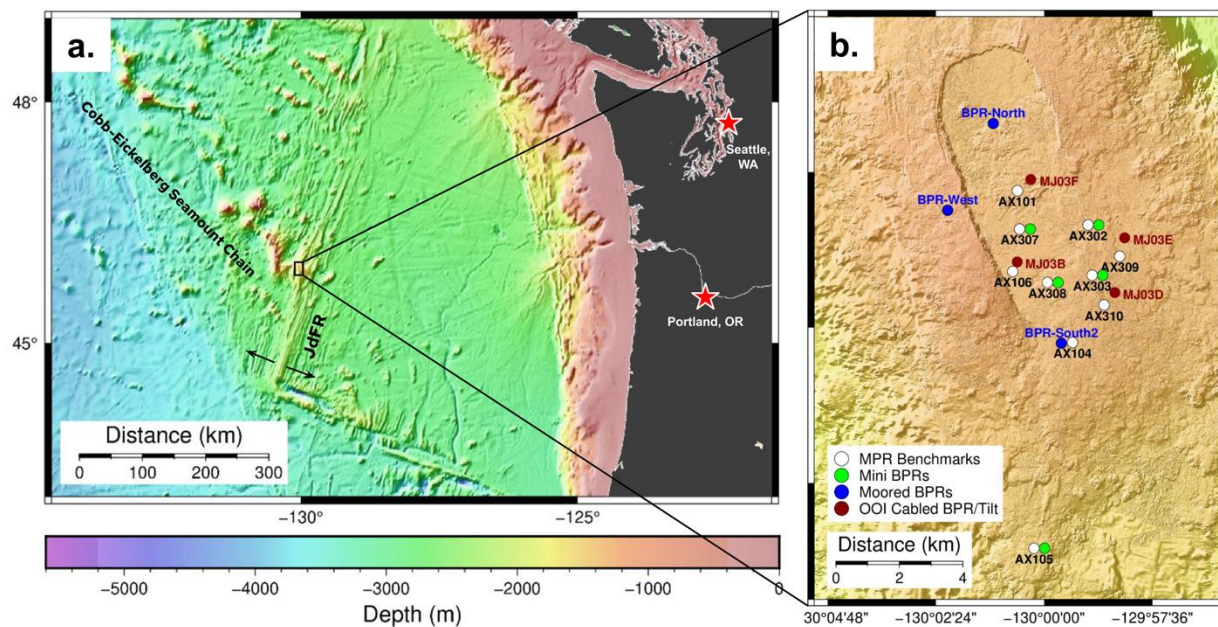 a.
48°
45°
Cobb-Eickelberg Seamount Chain
JdFR
Seattle,
WA
Portland, OR
Distance (km)
0 50 100 150 200 300
−130°
−125°
−5000 −4000 −3000 −2000 −1000 0
Depth (m)
b.
BPR-North
MJ03F
AX101
BPR-West
AX307
AX302
MJ03E
MJ03B
AX309
AX106
AX308
AX303
MJ03D
AX310
BPR-South2
AX104
MPR Benchmarks
Mini BPRs
Moored BPRs
OOI Cabled BPR/Tilt
Distance (km)
0 2 4
AX105
30°04'48"
−130°02'24"
−130°00'00"
−129°57'36"